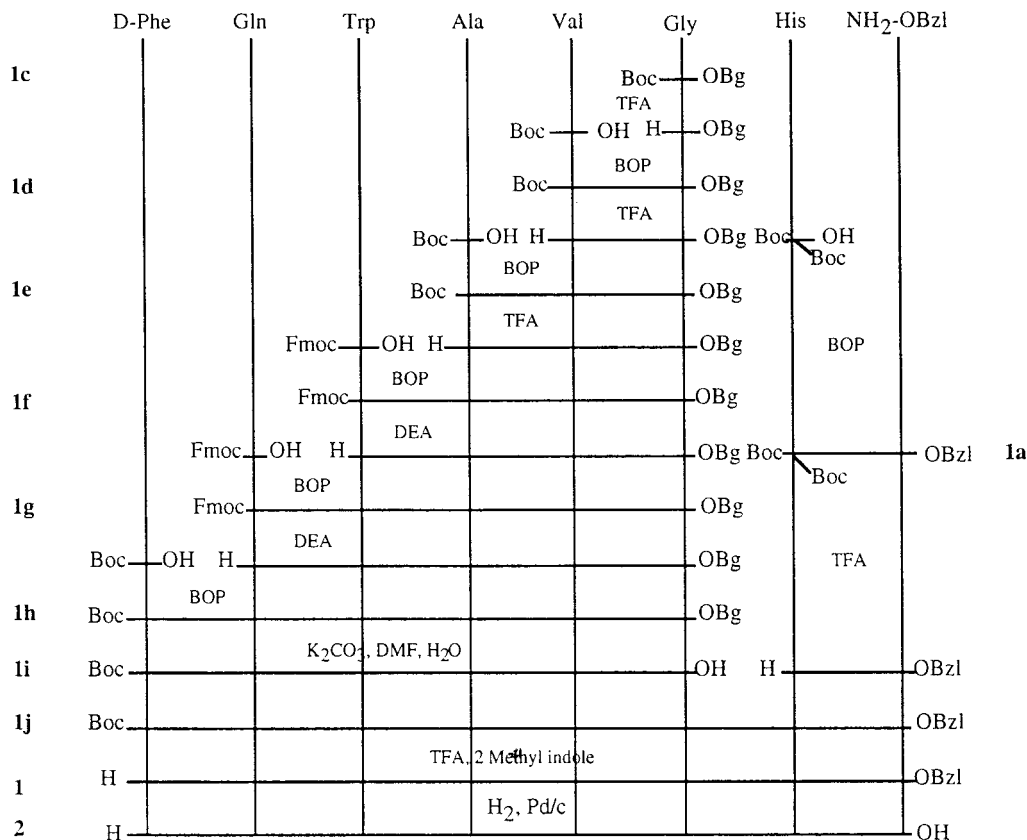 D-Phe Gln Trp Ala Val Gly His NH2-OBzl
1c Boc OBg
TFA
Boc OH H OBg
BOP
1d Boc OBg
TFA
Boc OH H OBg Boc OH
Boc
BOP
1e Boc OBg
TFA
Fmoc OH H OBg BOP
BOP
1f Fmoc OBg
DEA
Fmoc OH H OBg Boc OBzl 1a
Boc
BOP
1g Fmoc OBg
DEA
Boc OH H OBg TFA
BOP
1h Boc OBg
K2CO3, DMF, H2O
1i Boc OH H OBzl
1j Boc OBzl
TFA, 2 Methyl indole
1 H OBzl
H2, Pd/c
2 H OH